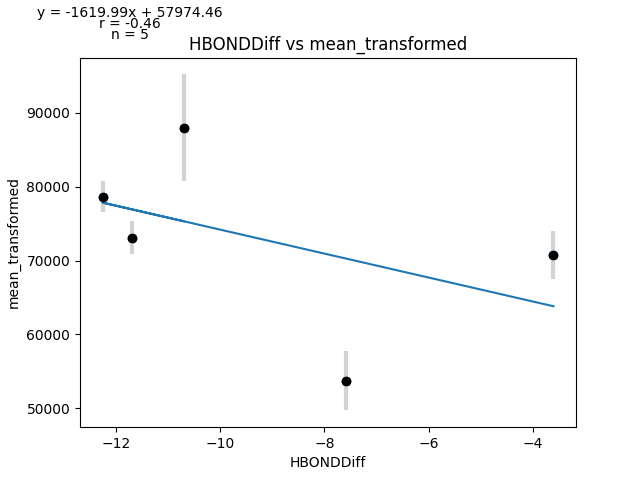 y = -1619.99x + 57974.46
r = -0.46
n = 5
HBONDDiff vs mean_transformed
90000
80000
70000
60000
50000
mean_transformed
−12
−10
−8
−6
−4
HBONDDiff